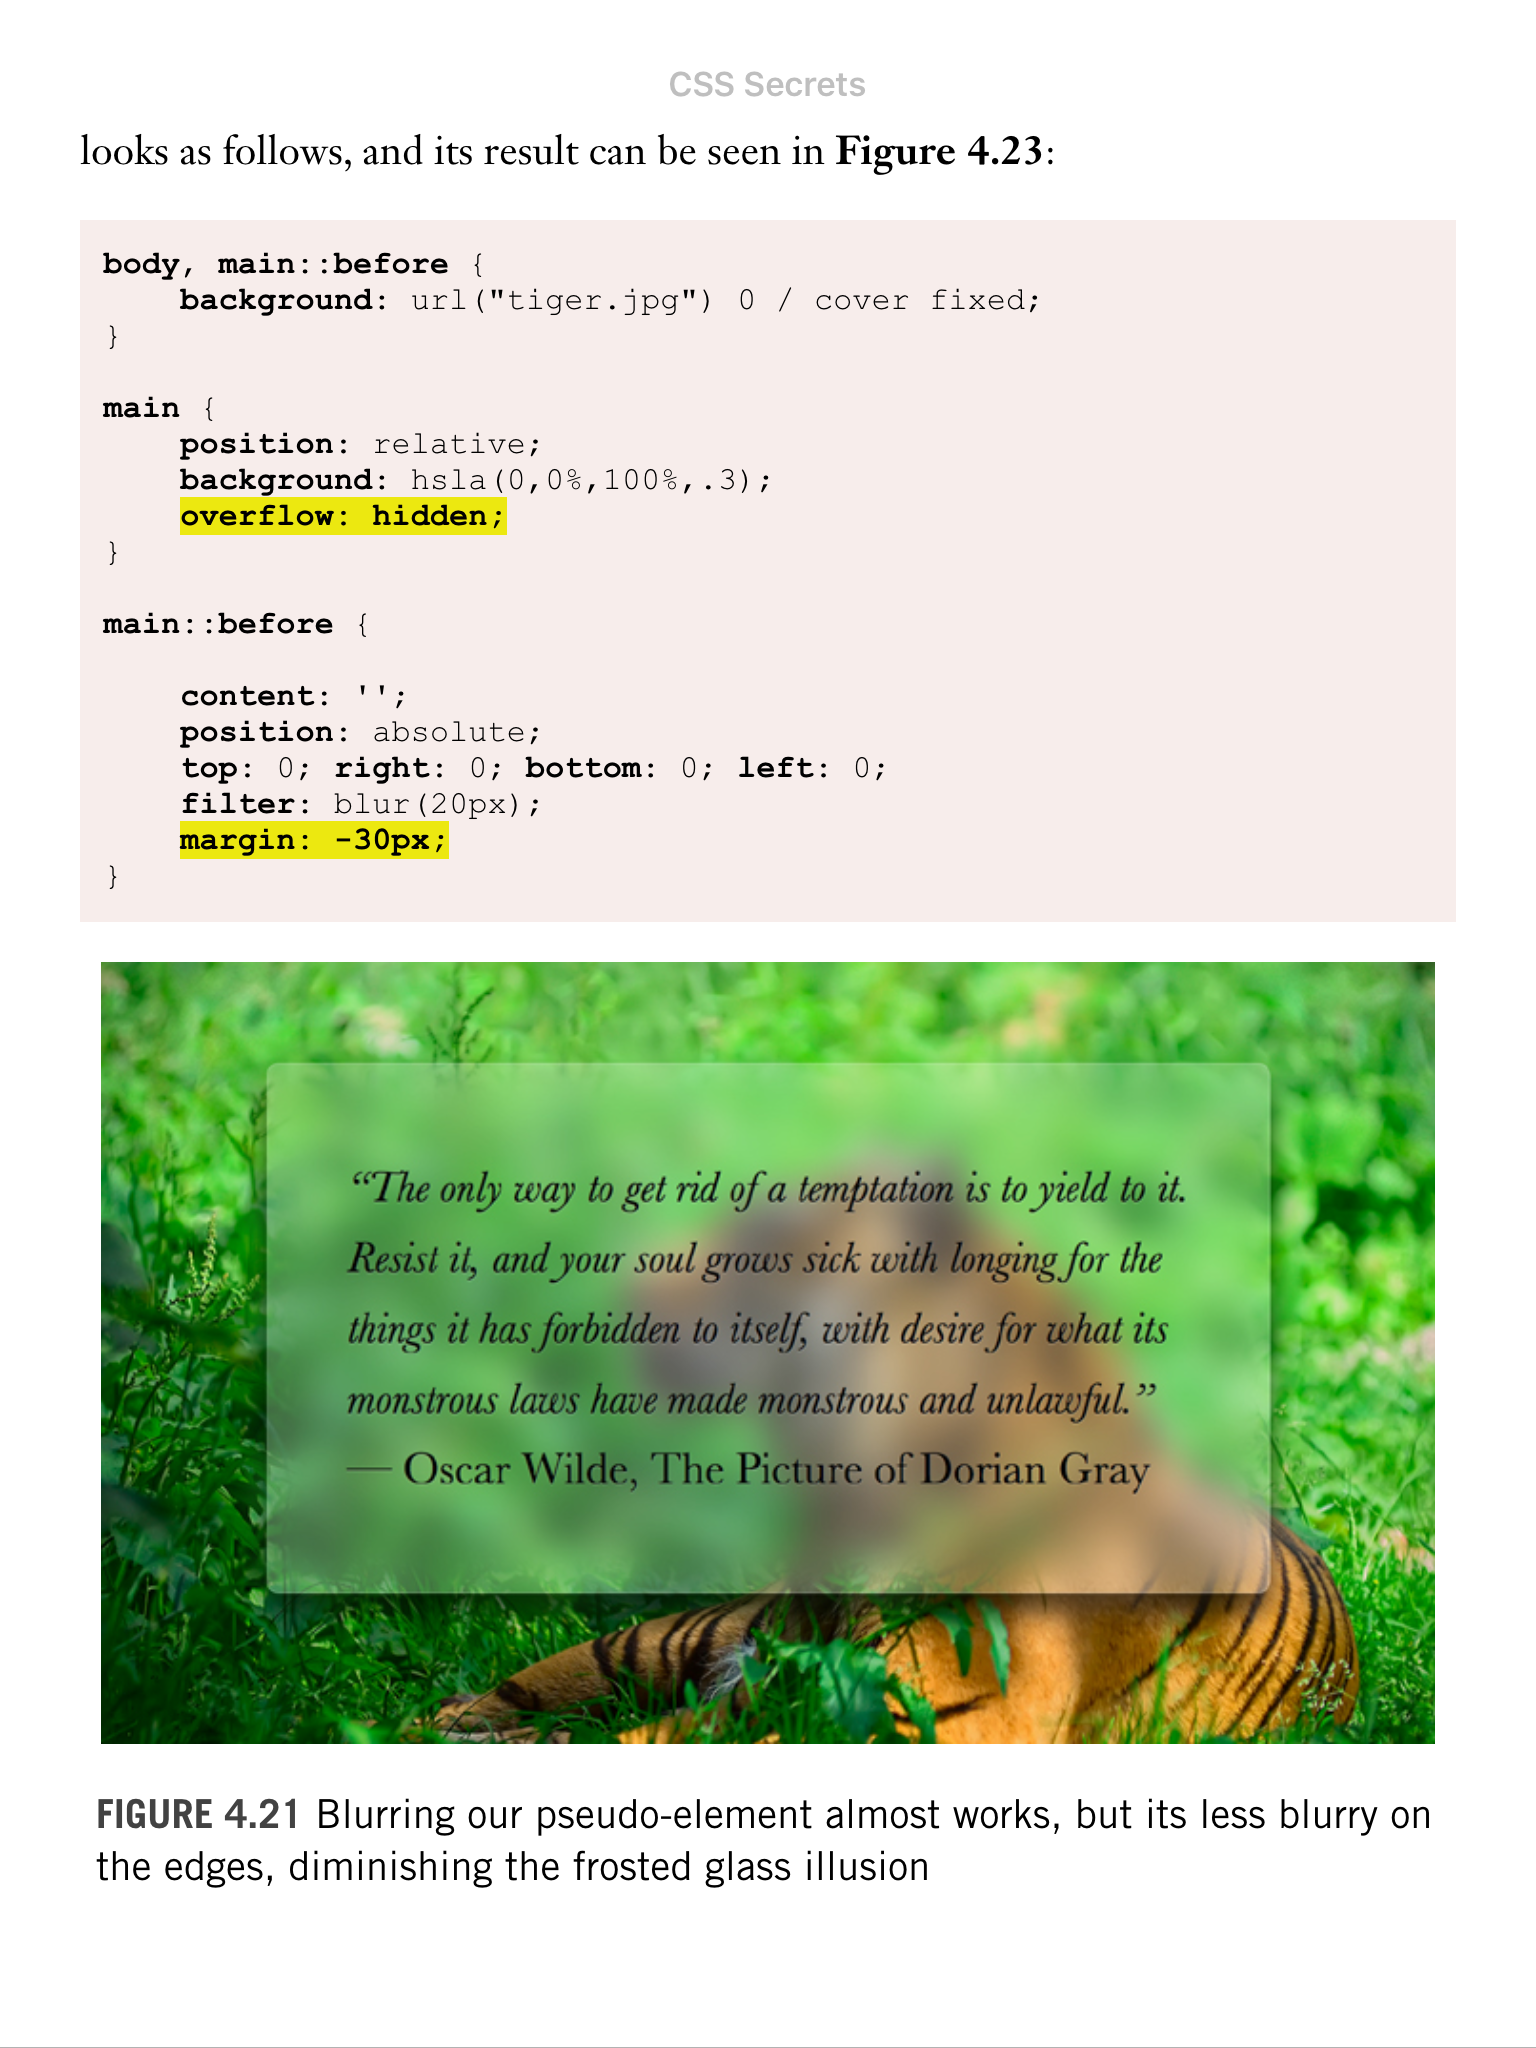 CSS Secrets
looks as follows, and its result can be seen in Figure 4.23:
body, main::before {
    background: url("tiger.jpg") 0 / cover fixed;
}
main {
    position: relative;
    background: hsla(0,0%,100%,.3);
    overflow: hidden;
}
main::before {
    content: '';
    position: absolute;
    top: 0; right: 0; bottom: 0; left: 0;
    filter: blur(20px);
    margin: -30px;
}
“The only way to get rid of a temptation is to yield to it.
Resist it, and your soul grows sick with longing for the
things it has forbidden to itself, with desire for what its
monstrous laws have made monstrous and unlawful.”
— Oscar Wilde, The Picture of Dorian Gray
FIGURE 4.21 Blurring our pseudo-element almost works, but its less blurry on
the edges, diminishing the frosted glass illusion